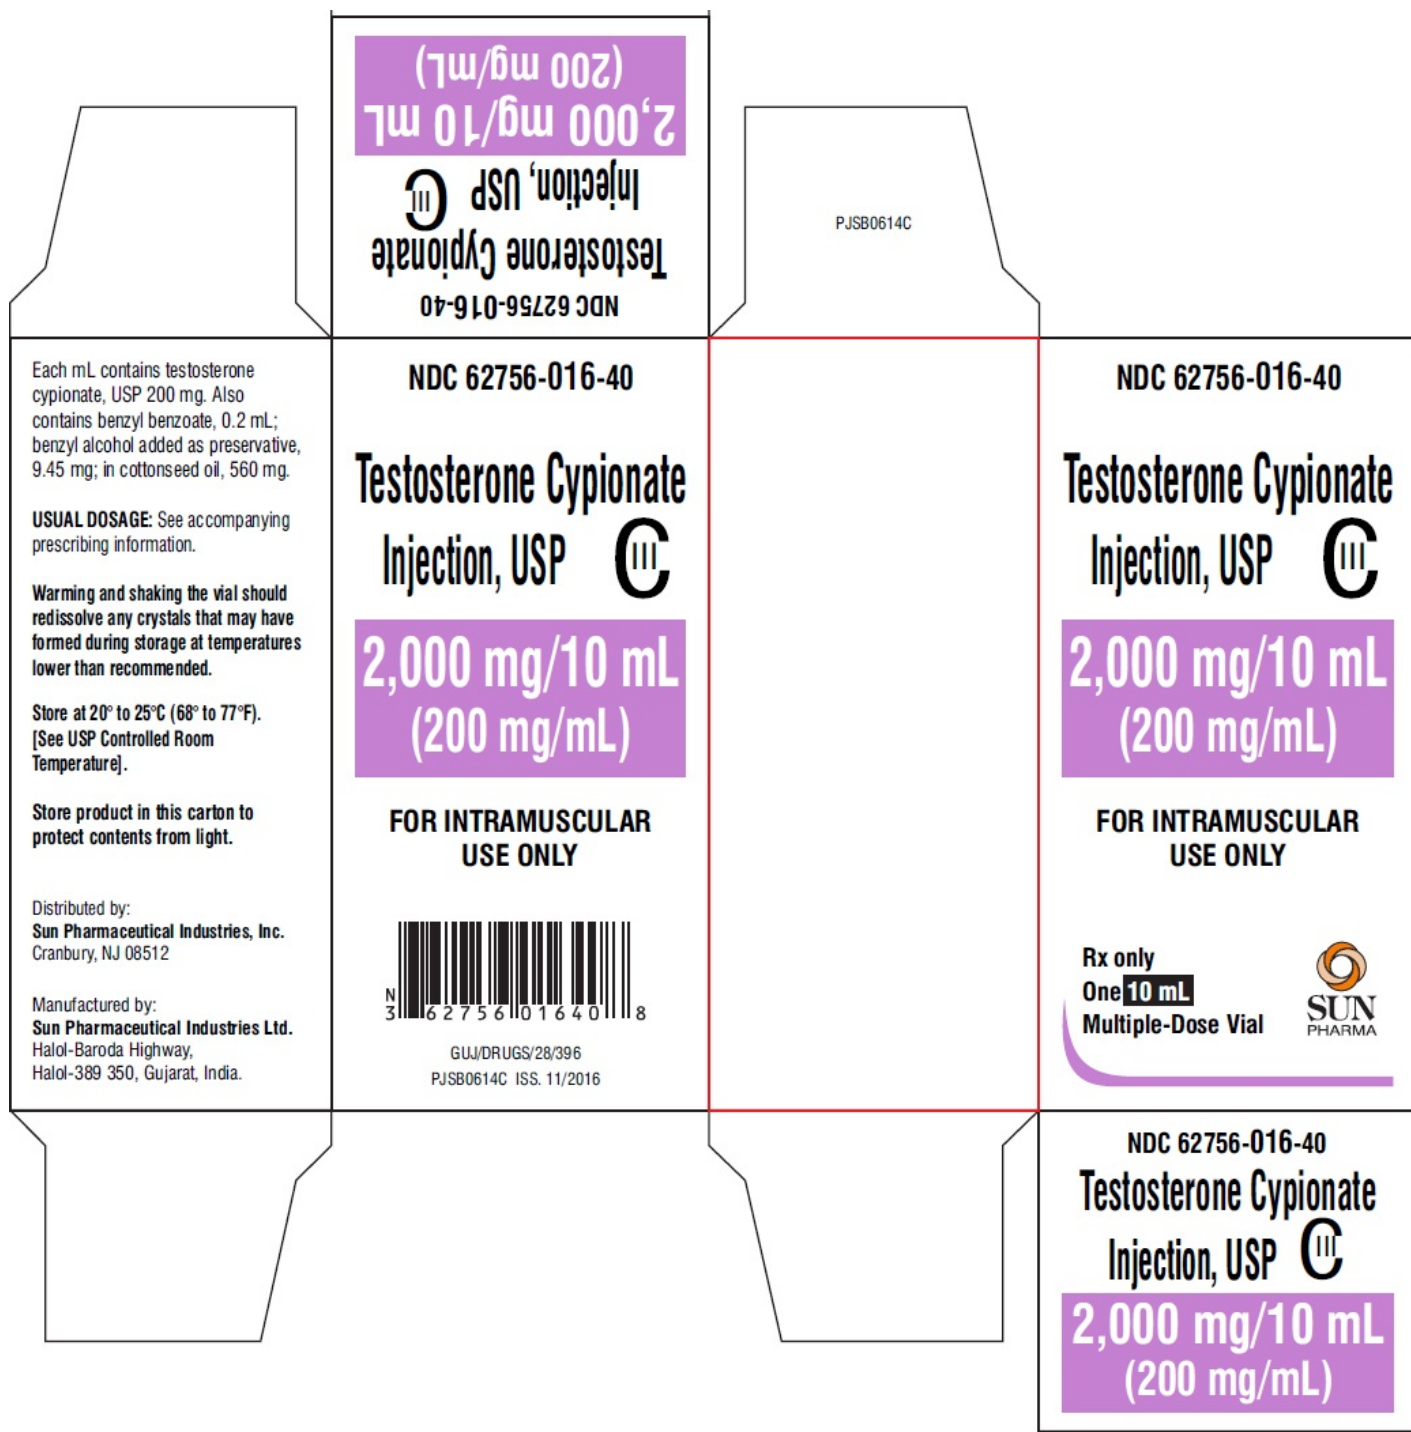 2,000 mg/10 mL
(200 mg/mL)
Testosterone Cypionate
Injection, USP CIII
NDC 62756-016-40
PJSB0614C
Each mL contains testosterone
cypionate, USP 200 mg. Also
contains benzyl benzoate, 0.2 mL;
benzyl alcohol added as preservative,
9.45 mg; in cottonseed oil, 560 mg.
USUAL DOSAGE: See accompanying
prescribing information.
Warming and shaking the vial should
redissolve any crystals that may have
formed during storage at temperatures
lower than recommended.
Store at 20° to 25°C (68° to 77°F).
[See USP Controlled Room
Temperature].
Store product in this carton to
protect contents from light.
Distributed by:
Sun Pharmaceutical Industries, Inc.
Cranbury, NJ 08512
Manufactured by:
Sun Pharmaceutical Industries Ltd.
Halol-Baroda Highway,
Halol-389 350, Gujarat, India.
NDC 62756-016-40
Testosterone Cypionate
Injection, USP CIII
2,000 mg/10 mL
(200 mg/mL)
FOR INTRAMUSCULAR
USE ONLY
N
3 62756 01640 8
GUJ/DRUGS/28/396
PJSB0614C ISS. 11/2016
NDC 62756-016-40
Testosterone Cypionate
Injection, USP CIII
2,000 mg/10 mL
(200 mg/mL)
FOR INTRAMUSCULAR
USE ONLY
Rx only
One 10 mL
Multiple-Dose Vial
SUN
PHARMA
NDC 62756-016-40
Testosterone Cypionate
Injection, USP CIII
2,000 mg/10 mL
(200 mg/mL)